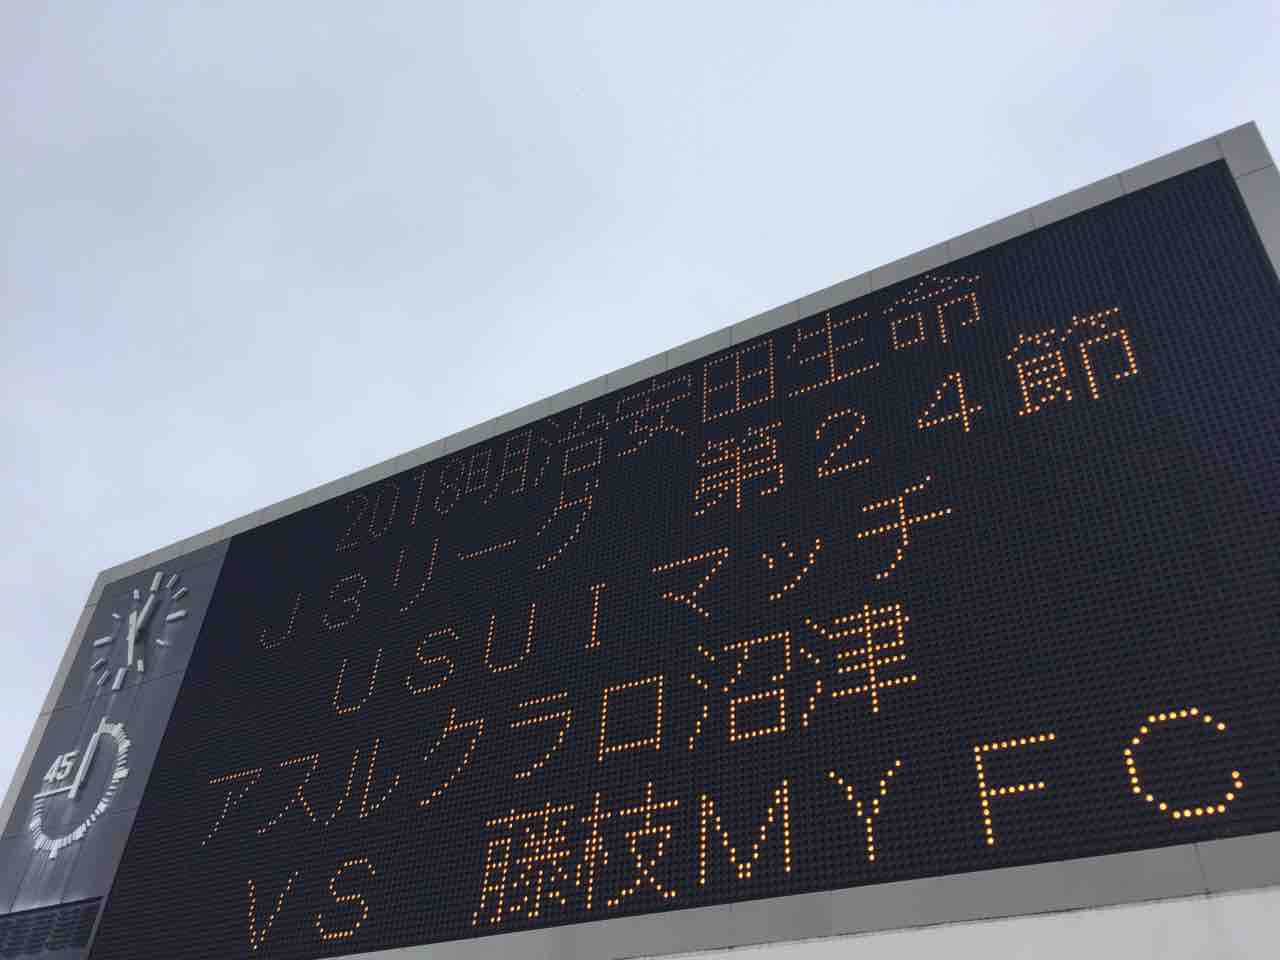 2018明治安田生命
J3リーグ　第24節
USUIマッチ
アスルクラロ沼津
VS　藤枝MYFC
45